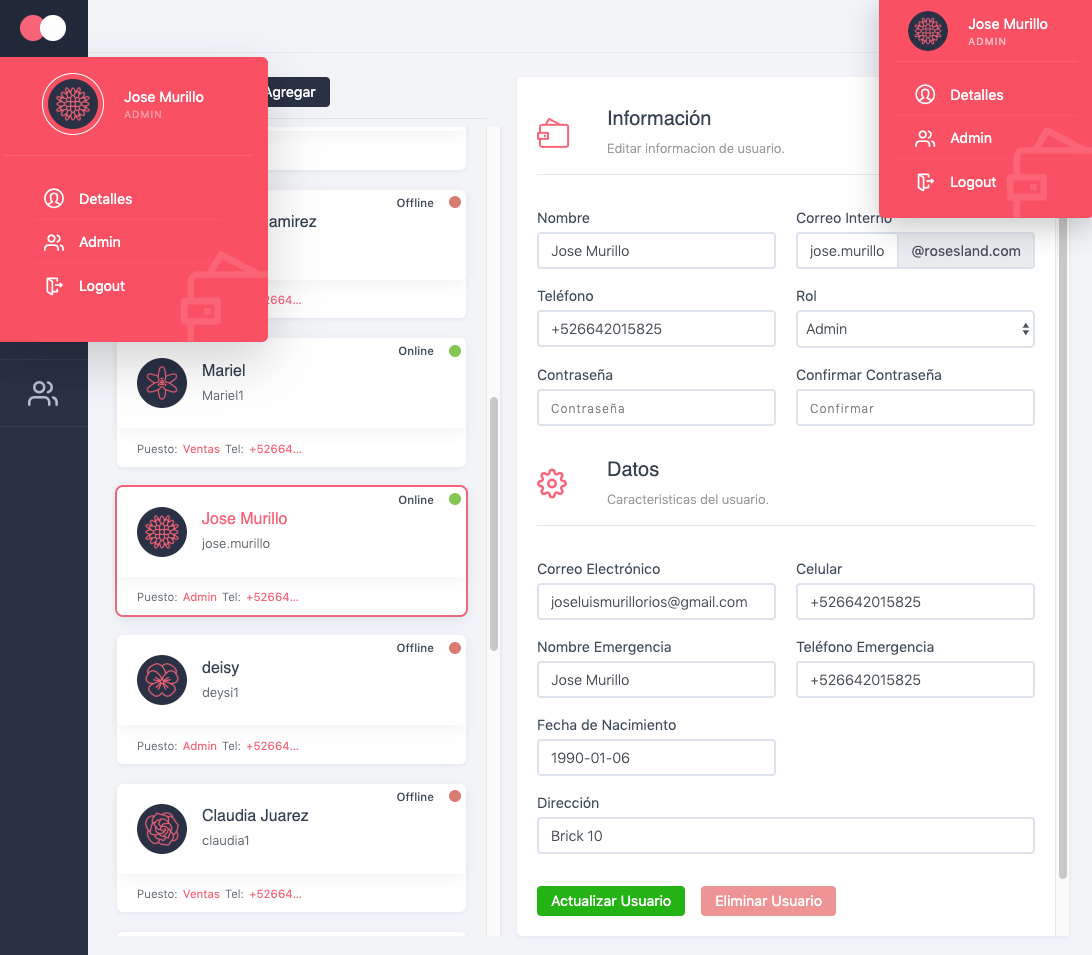 Jose Murillo
ADMIN
Detalles
Admin
Logout
Jose Murillo
ADMIN
Detalles
Admin
Logout
Agregar
Offline
amirez
2664...
Online
Mariel
Mariel1
Puesto: Ventas Tel: +52664...
Online
Jose Murillo
jose.murillo
Puesto: Admin Tel: +52664...
Offline
deisy
deysi1
Puesto: Admin Tel: +52664...
Offline
Claudia Juarez
claudia1
Puesto: Ventas Tel: +52664...
Información
Editar informacion de usuario.
Nombre
Jose Murillo
Correo Interno
jose.murillo @rosesland.com
Teléfono
+526642015825
Rol
Admin
Contraseña
Contraseña
Confirmar Contraseña
Confirmar
Datos
Caracteristicas del usuario.
Correo Electrónico
joseluismurillorios@gmail.com
Celular
+526642015825
Nombre Emergencia
Jose Murillo
Teléfono Emergencia
+526642015825
Fecha de Nacimiento
1990-01-06
Dirección
Brick 10
Actualizar Usuario
Eliminar Usuario